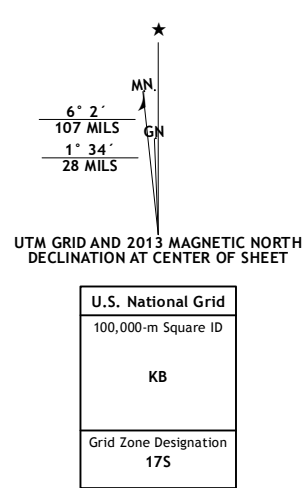 ★
MN.
6° 2´
107 MILS
GN
1° 34´
28 MILS
UTM GRID AND 2013 MAGNETIC NORTH
DECLINATION AT CENTER OF SHEET
U.S. National Grid
100,000-m Square ID
KB
Grid Zone Designation
17S